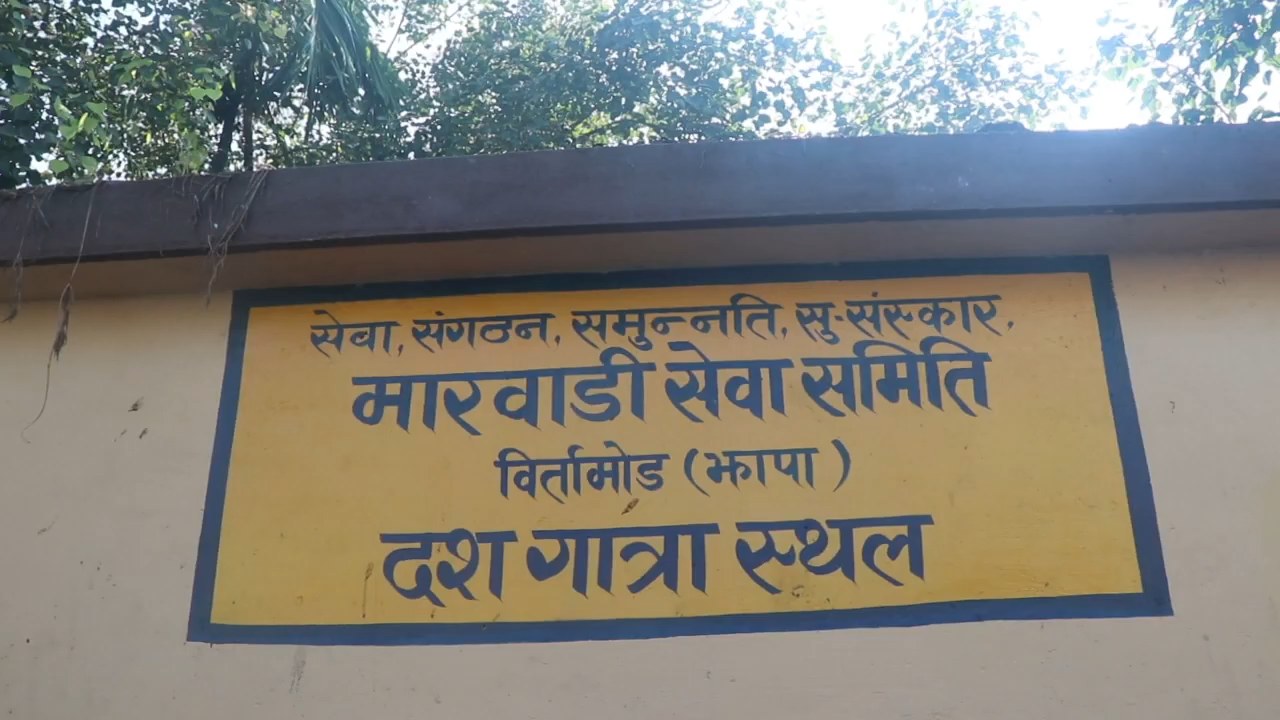 सेवा, संगठन, समुन्नति, सु-संस्कार,
मारवाडी सेवा समिति
विर्तामोड (झापा)
दश गात्रा स्थल